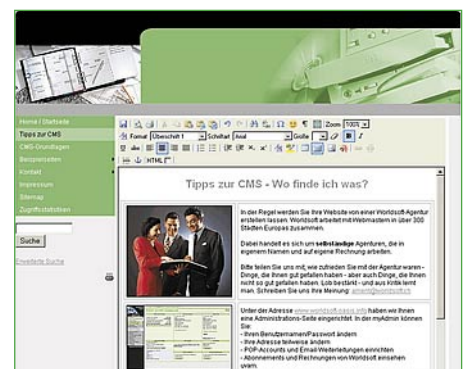 Home / Startseite
Tipps zur CMS
CMS-Grundlagen
Beispielseiten
Kontakt
Impressum
Sitemap
Zugriffsstatistiken
Suche
Erweiterte Suche
Zoom 100%
Format Überschrift 1 Schriftart Arial Größe
HTML
Tipps zur CMS - Wo finde ich was?
In der Regel werden Sie Ihre Website von einer Worldsoft-Agentur
erstellen lassen. Worldsoft arbeitet mit Webmastern in über 300
Städten Europas zusammen.
Dabei handelt es sich um selbständige Agenturen, die in
eigenem Namen und auf eigene Rechnung arbeiten.
Bitte teilen Sie uns mit, wie zufrieden Sie mit der Agentur waren -
Dinge, die Ihnen gut gefallen haben - aber auch Dinge, die Ihnen
nicht so gut gefallen haben. Lob bestärkt - und aus Kritik lernt
man. Schreiben Sie uns Ihre Meinung:
Unter der Adresse www.worldsoft-oasis.info haben wir Ihnen
eine Administrations-Seite eingerichtet. In der myAdmin können
Sie:
- Ihren Benutzernamen/Passwort ändern
- Ihre Adresse teilweise ändern
- POP-Accounts und Email-Weiterleitungen einrichten
- Abonnements und Rechnungen von Worldsoft einsehen
uvam.